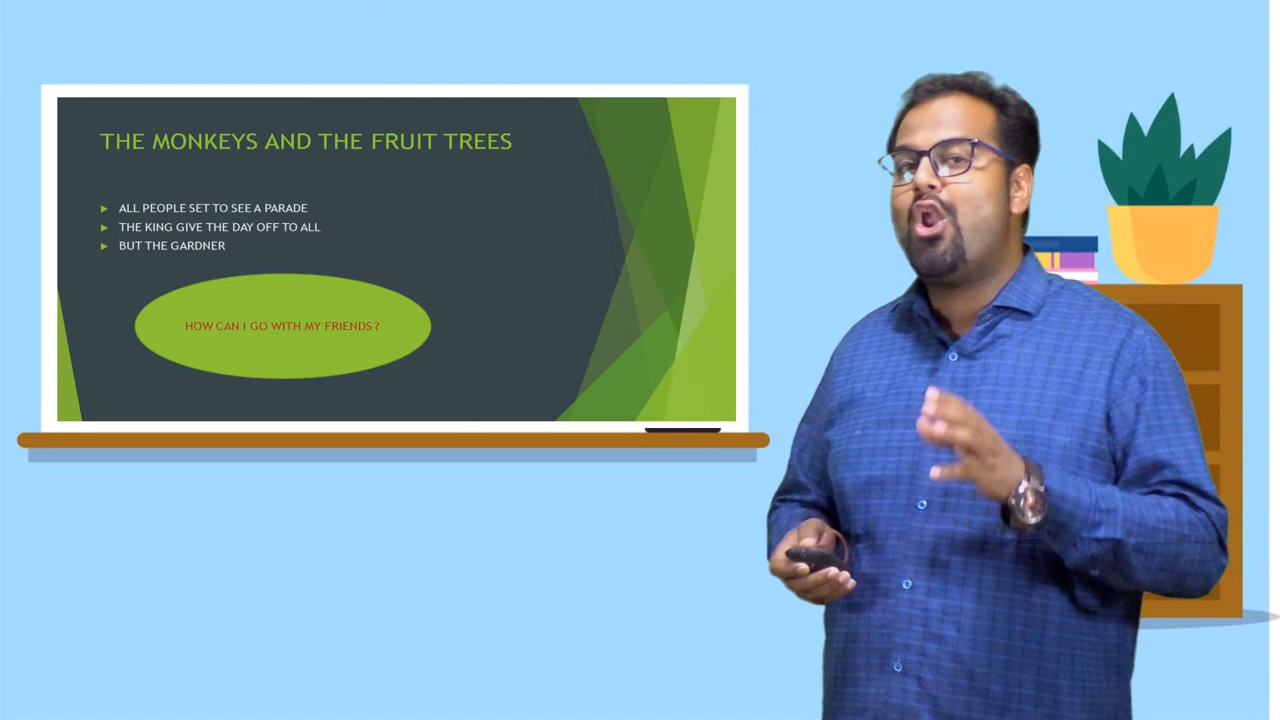 THE MONKEYS AND THE FRUIT TREES
ALL PEOPLE SET TO SEE A PARADE
THE KING GIVE THE DAY OFF TO ALL
BUT THE GARDNER
HOW CAN I GO WITH MY FRIENDS ?